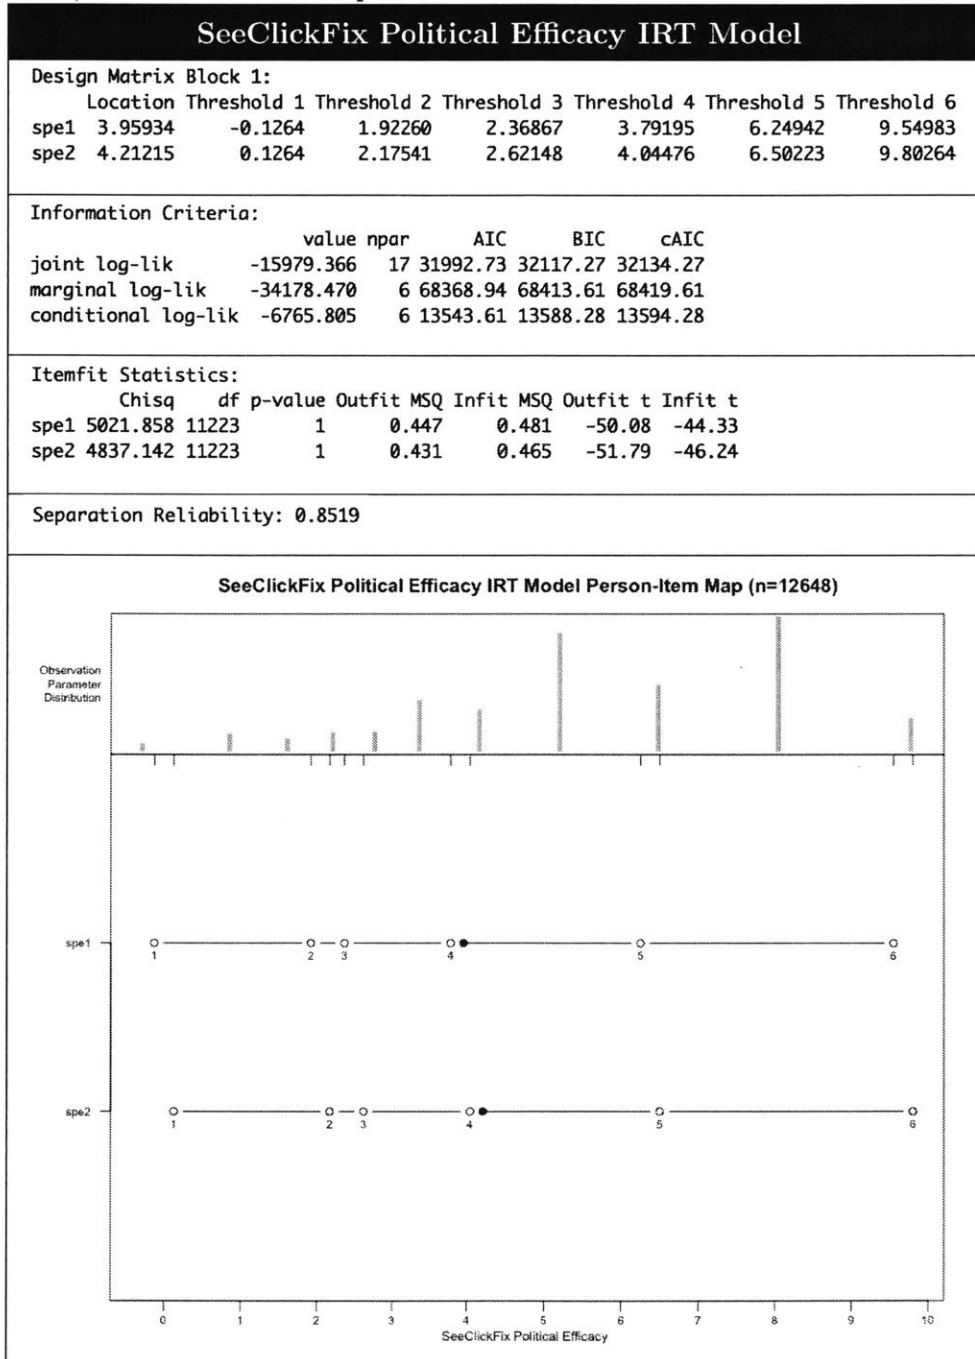 SeeClickFix Political Efficacy IRT Model
Design Matrix Block 1:
Location Threshold 1 Threshold 2 Threshold 3 Threshold 4 Threshold 5 Threshold 6
spe1 3.95934 -0.1264 1.92260 2.36867 3.79195 6.24942 9.54983
spe2 4.21215 0.1264 2.17541 2.62148 4.04476 6.50223 9.80264
Information Criteria:
value npar AIC BIC cAIC
joint log-lik -15979.366 17 31992.73 32117.27 32134.27
marginal log-lik -34178.470 6 68368.94 68413.61 68419.61
conditional log-lik -6765.805 6 13543.61 13588.28 13594.28
Itemfit Statistics:
Chisq df p-value Outfit MSQ Infit MSQ Outfit t Infit t
spe1 5021.858 11223 1 0.447 0.481 -50.08 -44.33
spe2 4837.142 11223 1 0.431 0.465 -51.79 -46.24
Separation Reliability: 0.8519
SeeClickFix Political Efficacy IRT Model Person-Item Map (n=12648)
Observation
Parameter
Distribution
spe1
1 2 3 4 5 6
spe2
1 2 3 4 5 6
0 1 2 3 4 5 6 7 8 9 10
SeeClickFix Political Efficacy